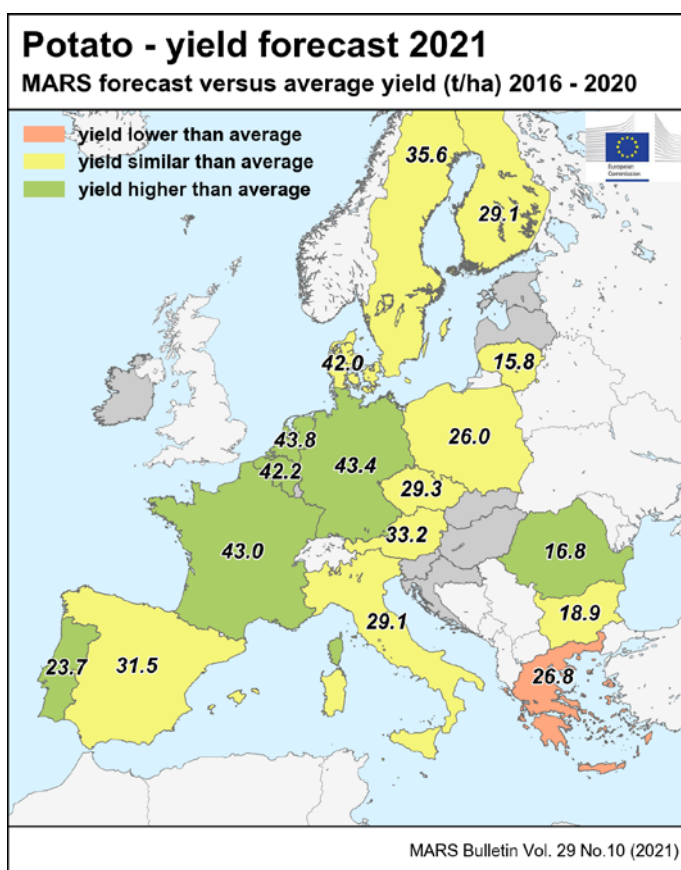 Potato - yield forecast 2021
MARS forecast versus average yield (t/ha) 2016 - 2020
yield lower than average
yield similar than average
yield higher than average
European
Commission
35.6
29.1
42.0
15.8
43.8
42.2
43.4
26.0
29.3
33.2
43.0
16.8
18.9
29.1
23.7
31.5
26.8
MARS Bulletin Vol. 29 No.10 (2021)